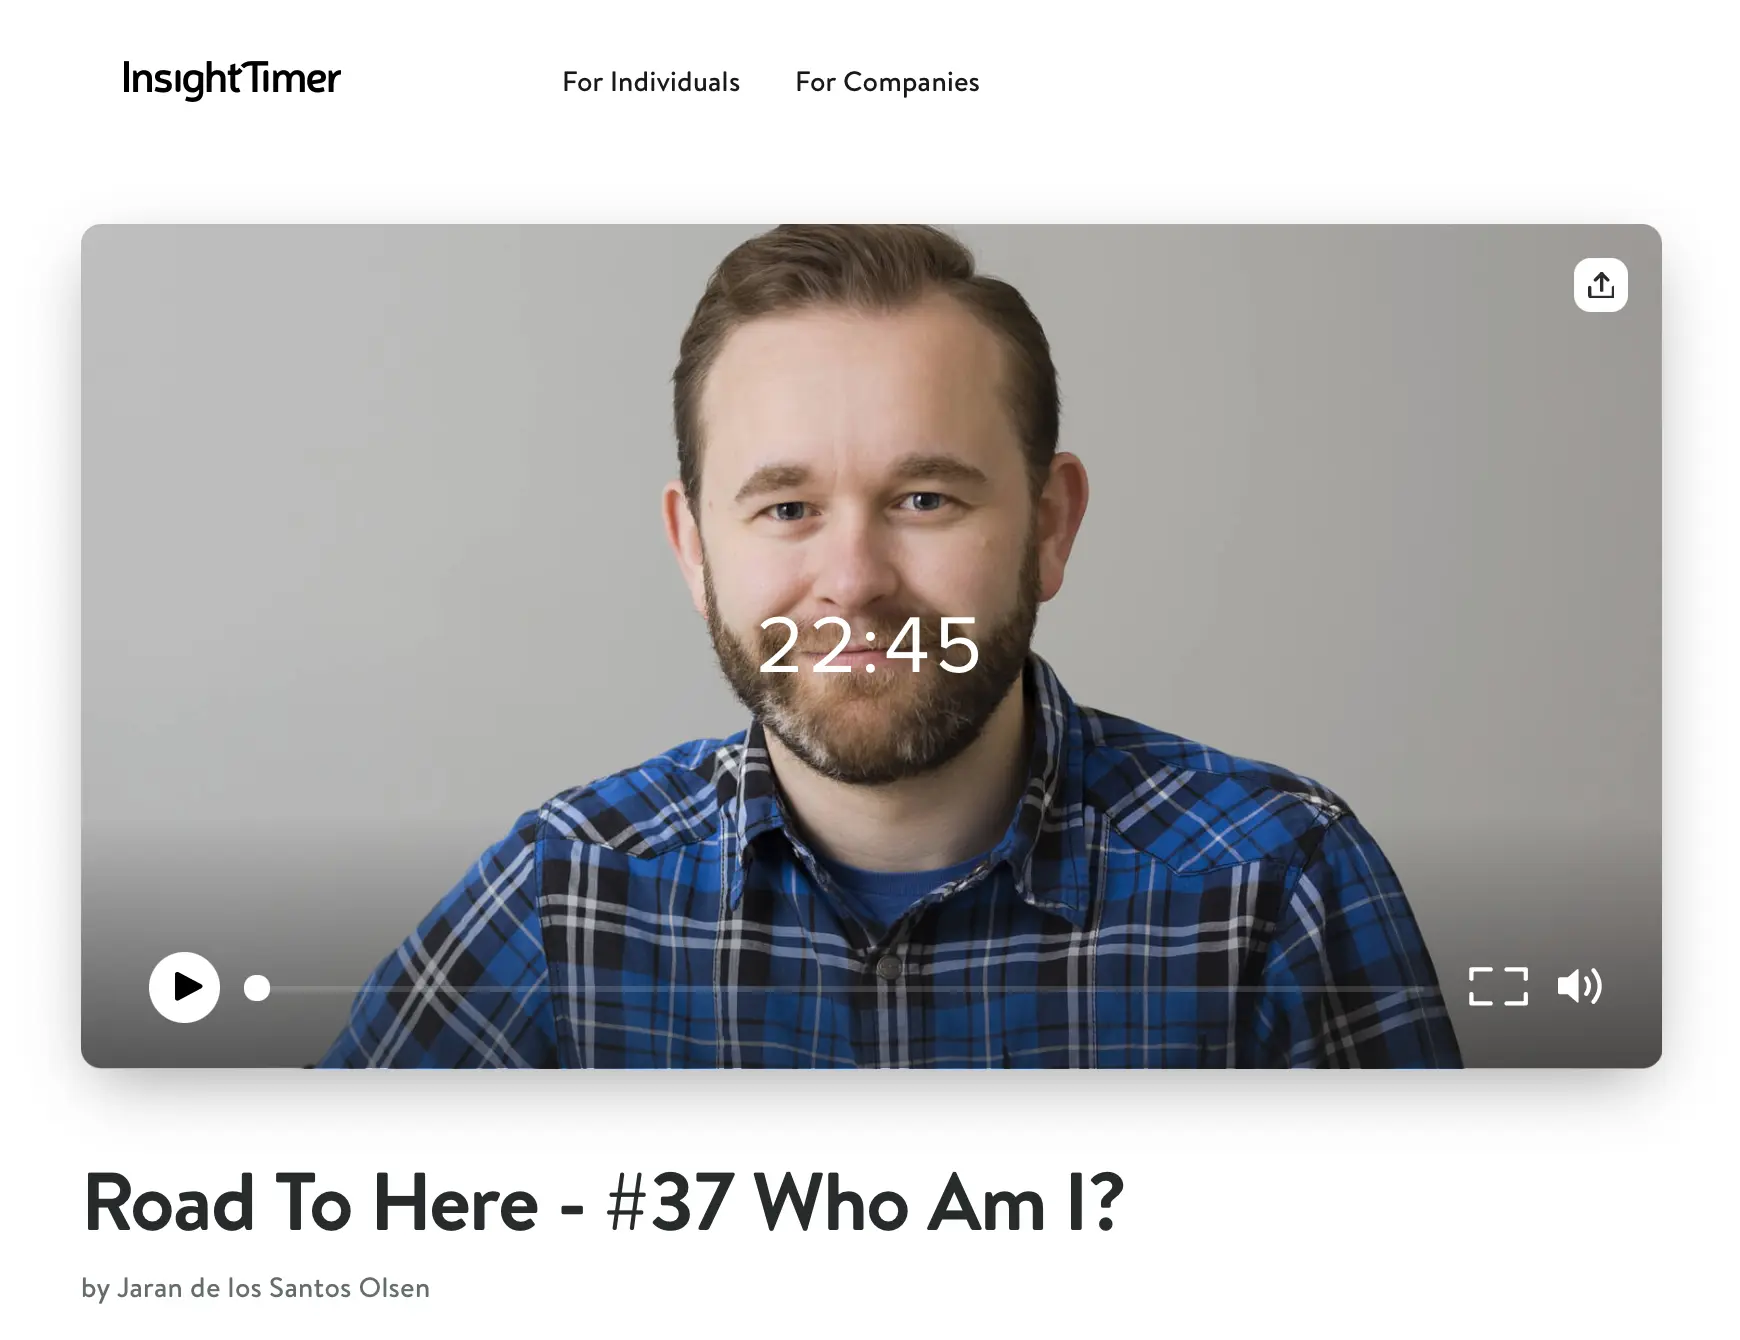 InsightTimer
For Individuals For Companies
22:45
Road To Here - #37 Who Am I?
by Jaran de los Santos Olsen